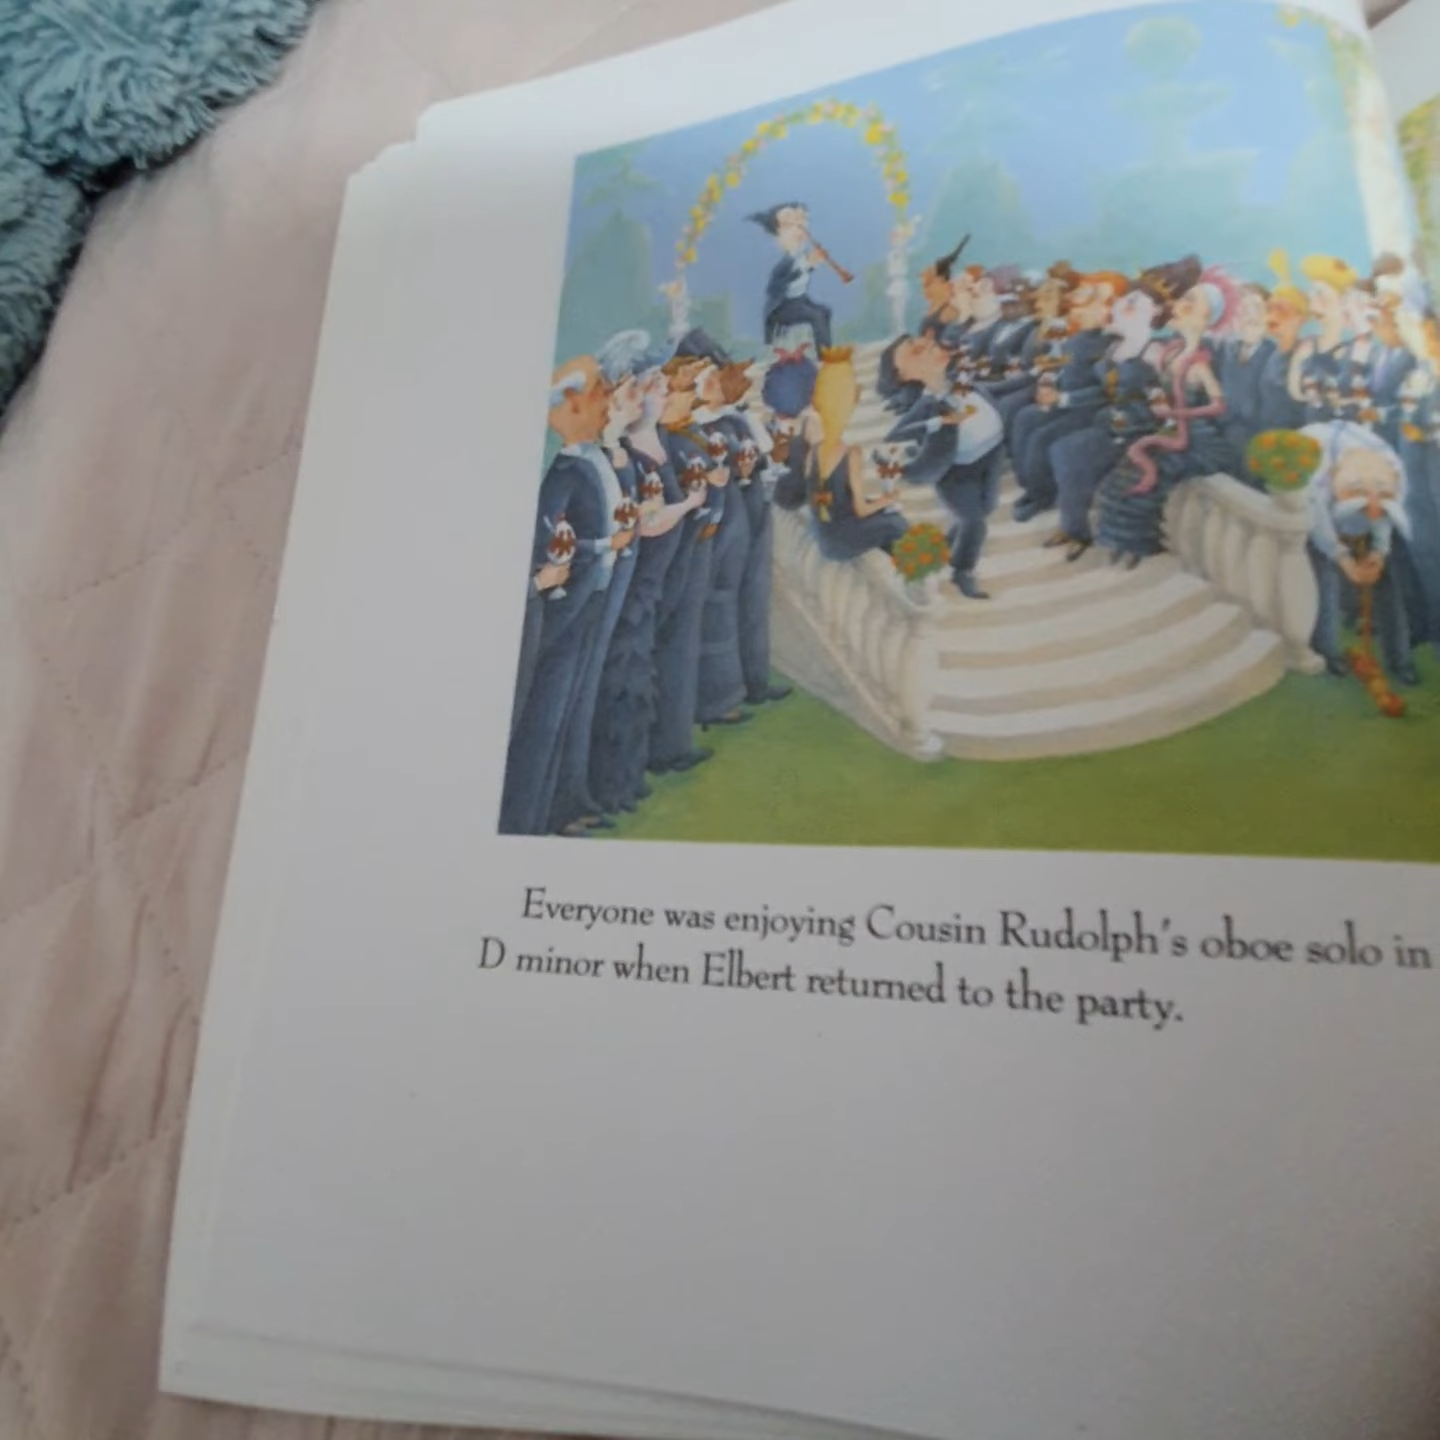 Everyone was enjoying Cousin Rudolph's oboe solo in
D minor when Elbert returned to the party.